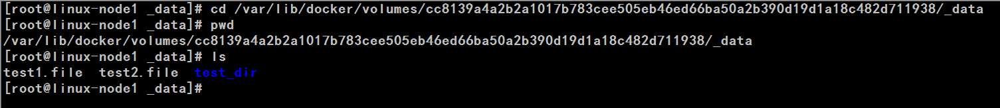 [root@linux-node1 _data]# cd /var/lib/docker/volumes/cc8139a4a2b2a1017b783cee505eb46ed66ba50a2b390d19d1a18c482d711938/_data
[root@linux-node1 _data]# pwd
/var/lib/docker/volumes/cc8139a4a2b2a1017b783cee505eb46ed66ba50a2b390d19d1a18c482d711938/_data
[root@linux-node1 _data]# ls
test1.file  test2.file  test_dir
[root@linux-node1 _data]#